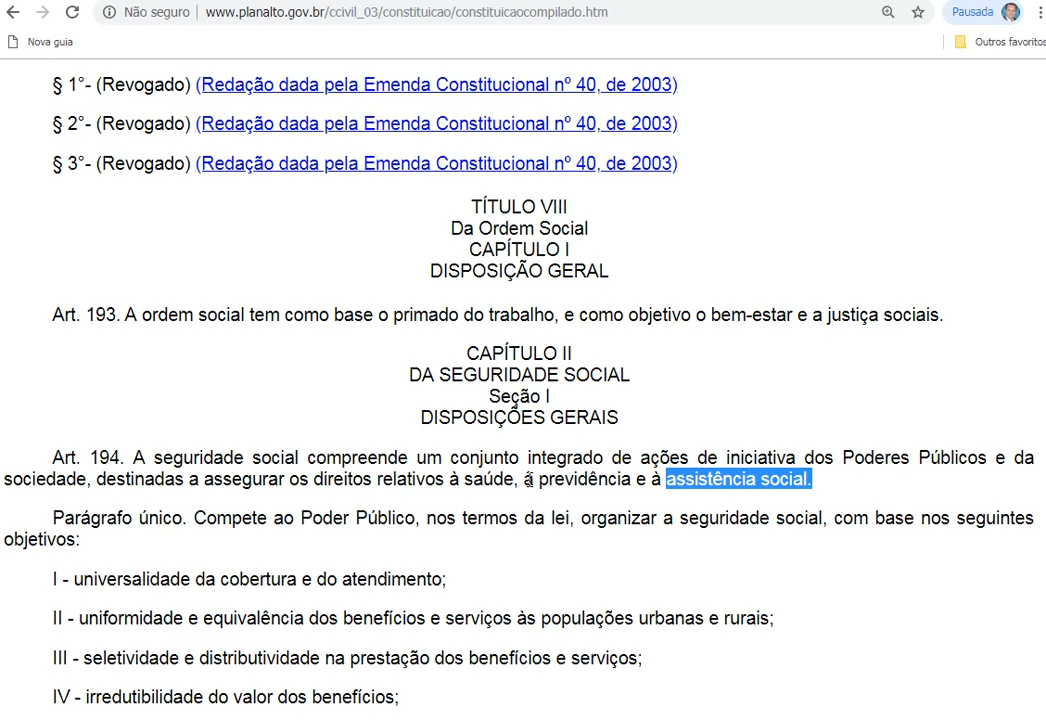 Não seguro | www.planalto.gov.br/ccivil_03/constituicao/constituicaocompilado.htm
Pausada
Nova guia
Outros favoritos
§ 1°- (Revogado) (Redação dada pela Emenda Constitucional nº 40, de 2003)
§ 2°- (Revogado) (Redação dada pela Emenda Constitucional nº 40, de 2003)
§ 3°- (Revogado) (Redação dada pela Emenda Constitucional nº 40, de 2003)
TÍTULO VIII
Da Ordem Social
CAPÍTULO I
DISPOSIÇÃO GERAL
Art. 193. A ordem social tem como base o primado do trabalho, e como objetivo o bem-estar e a justiça sociais.
CAPÍTULO II
DA SEGURIDADE SOCIAL
Seção I
DISPOSIÇÕES GERAIS
Art. 194. A seguridade social compreende um conjunto integrado de ações de iniciativa dos Poderes Públicos e da
sociedade, destinadas a assegurar os direitos relativos à saúde, à previdência e à assistência social.
Parágrafo único. Compete ao Poder Público, nos termos da lei, organizar a seguridade social, com base nos seguintes
objetivos:
I - universalidade da cobertura e do atendimento;
II - uniformidade e equivalência dos benefícios e serviços às populações urbanas e rurais;
III - seletividade e distributividade na prestação dos benefícios e serviços;
IV - irredutibilidade do valor dos benefícios;